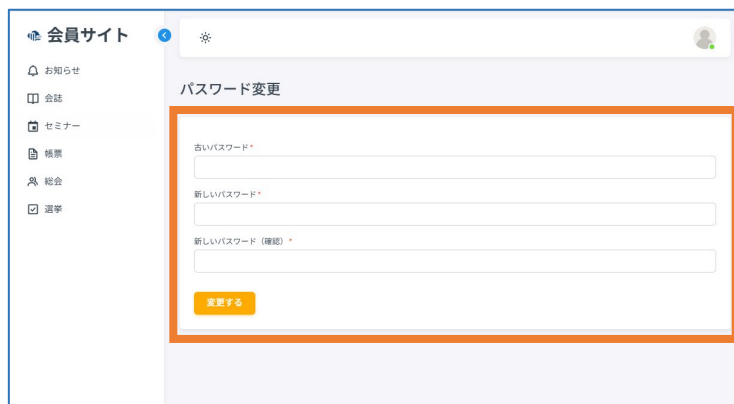 会員サイト
お知らせ
会誌
セミナー
帳票
総会
選挙
パスワード変更
古いパスワード*
新しいパスワード*
新しいパスワード（確認）*
変更する